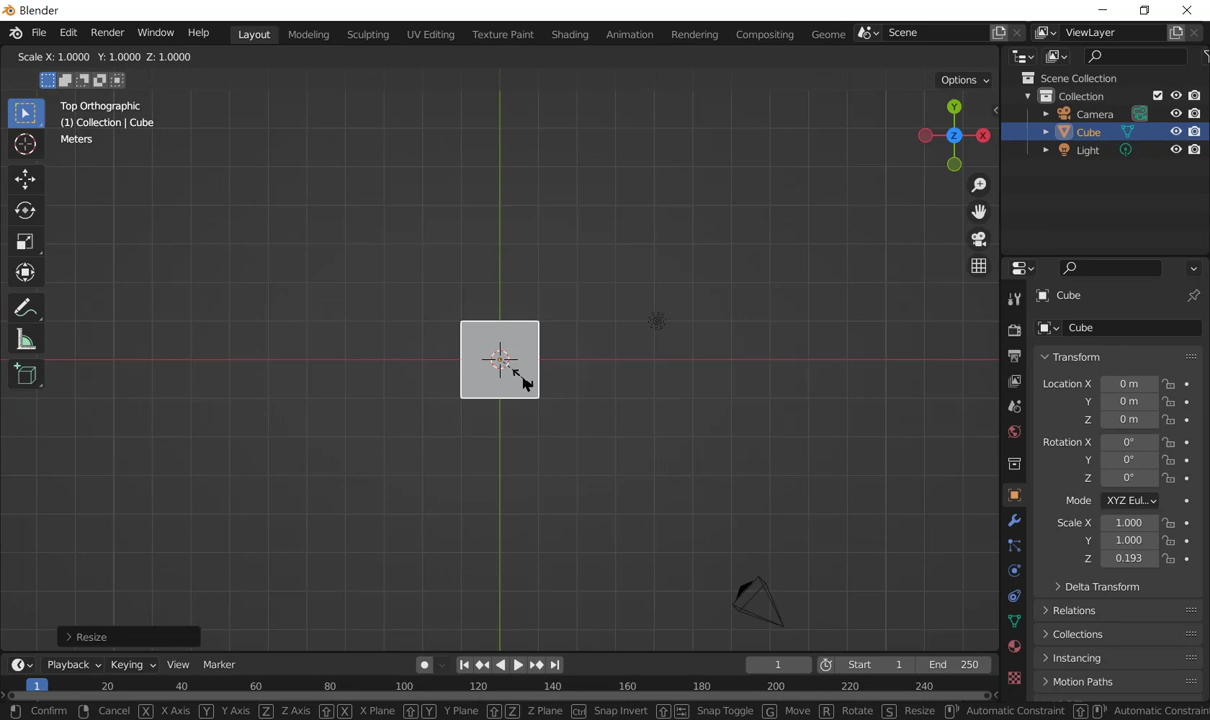 Blender
File Edit Render Window Help Layout Modeling Sculpting UV Editing Texture Paint Shading Animation Rendering Compositing Geome Scene ViewLayer
Scale X: 1.0000 Y: 1.0000 Z: 1.0000
Options
Top Orthographic
(1) Collection | Cube
Meters
Y
Z
X
Resize
Scene Collection
Collection
Camera
Cube
Light
Cube
Cube
Transform
Location X 0 m
Y 0 m
Z 0 m
Rotation X 0°
Y 0°
Z 0°
Mode XYZ Eul...
Scale X 1.000
Y 1.000
Z 0.193
Delta Transform
Relations
Collections
Instancing
Motion Paths
Playback Keying View Marker 1 Start 1 End 250
1 20 40 60 80 100 120 140 160 180 200 220 240
Confirm Cancel X X Axis Y Y Axis Z Z Axis X X Plane Y Y Plane Z Z Plane Ctrl Snap Invert Snap Toggle G Move R Rotate S Resize Automatic Constraint Automatic Constraint